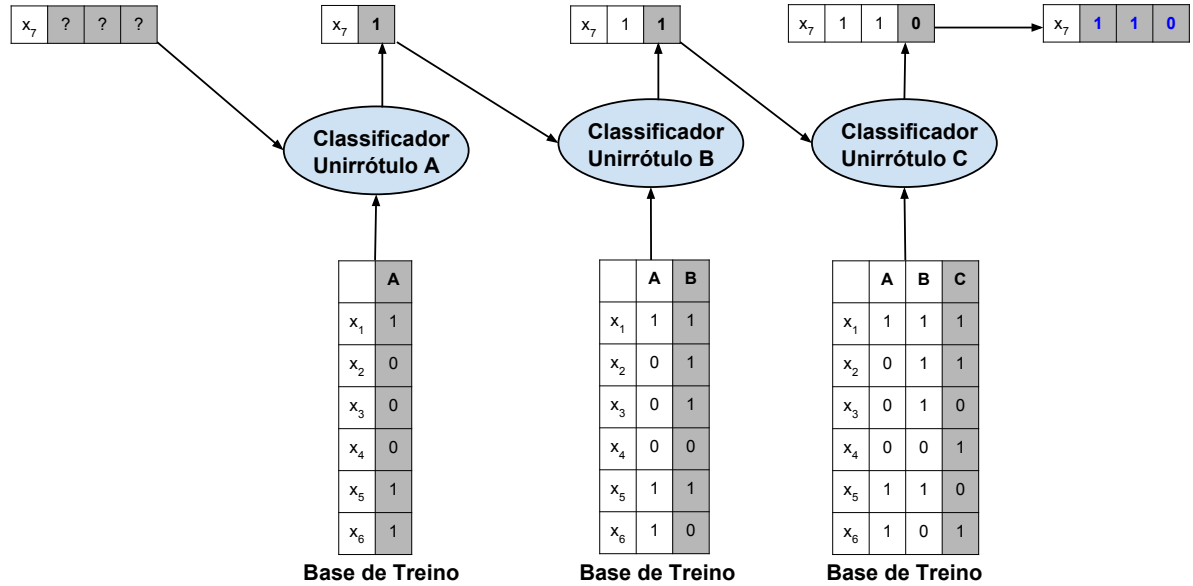 x7 ? ? ?
x7 1
x7 1 1
x7 1 1 0
x7 1 1 0
Classificador
Unirrótulo A
Classificador
Unirrótulo B
Classificador
Unirrótulo C
A
x1 1
x2 0
x3 0
x4 0
x5 1
x6 1
Base de Treino
A B
x1 1 1
x2 0 1
x3 0 1
x4 0 0
x5 1 1
x6 1 0
Base de Treino
A B C
x1 1 1 1
x2 0 1 1
x3 0 1 0
x4 0 0 1
x5 1 1 0
x6 1 0 1
Base de Treino